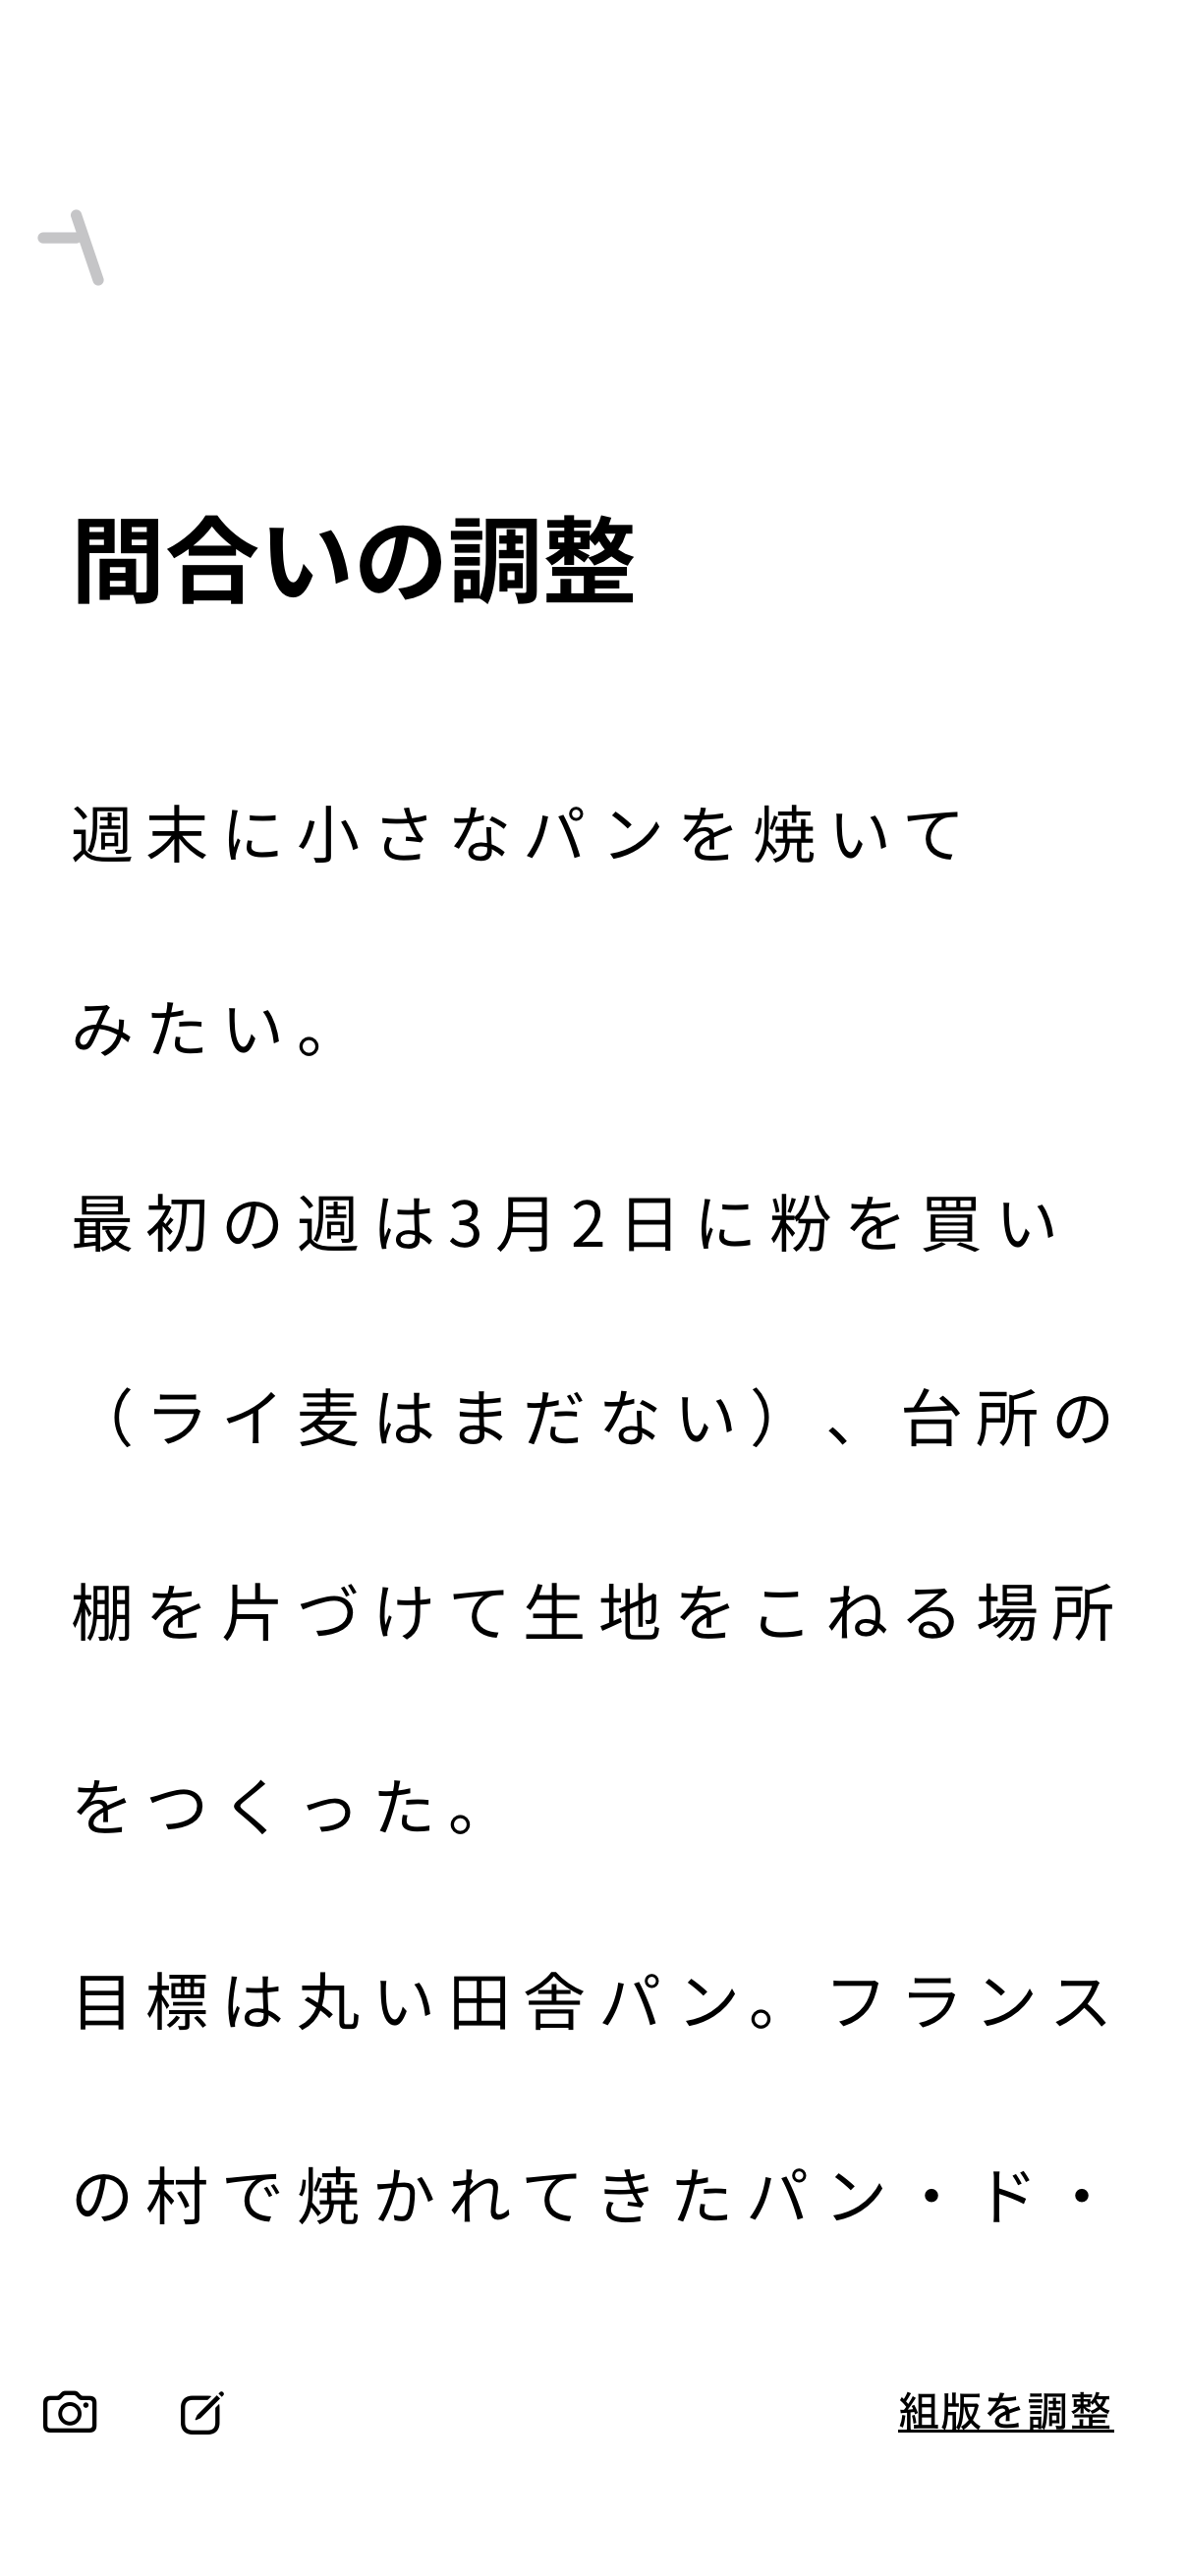 間合いの調整
週末に小さなパンを焼いて
みたい。
最初の週は3月2日に粉を買い
（ライ麦はまだない）、台所の
棚を片づけて生地をこねる場所
をつくった。
目標は丸い田舎パン。フランス
の村で焼かれてきたパン・ド・
組版を調整